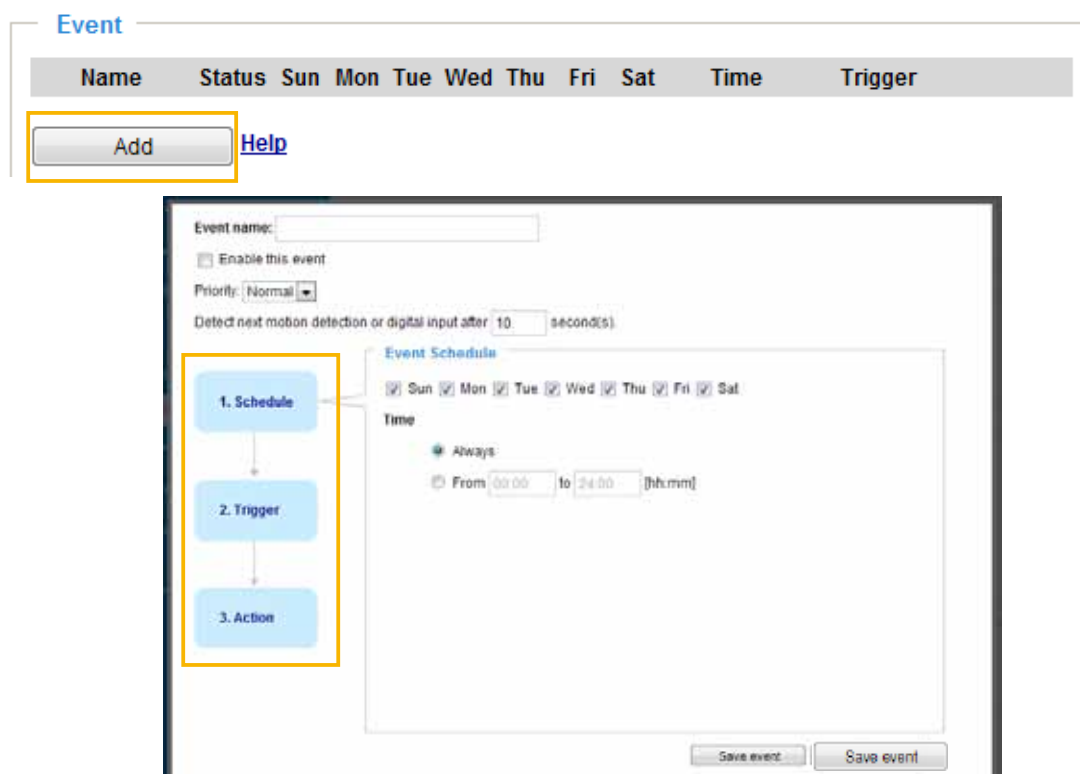 Event
Name Status Sun Mon Tue Wed Thu Fri Sat Time Trigger
Add Help
Event name:
Enable this event
Priority: Normal
Detect next motion detection or digital input after 10 second(s).
Event Schedule
1. Schedule
Sun Mon Tue Wed Thu Fri Sat
Time
Always
From 00:00 to 24:00 [hh:mm]
2. Trigger
3. Action
Save event Save event